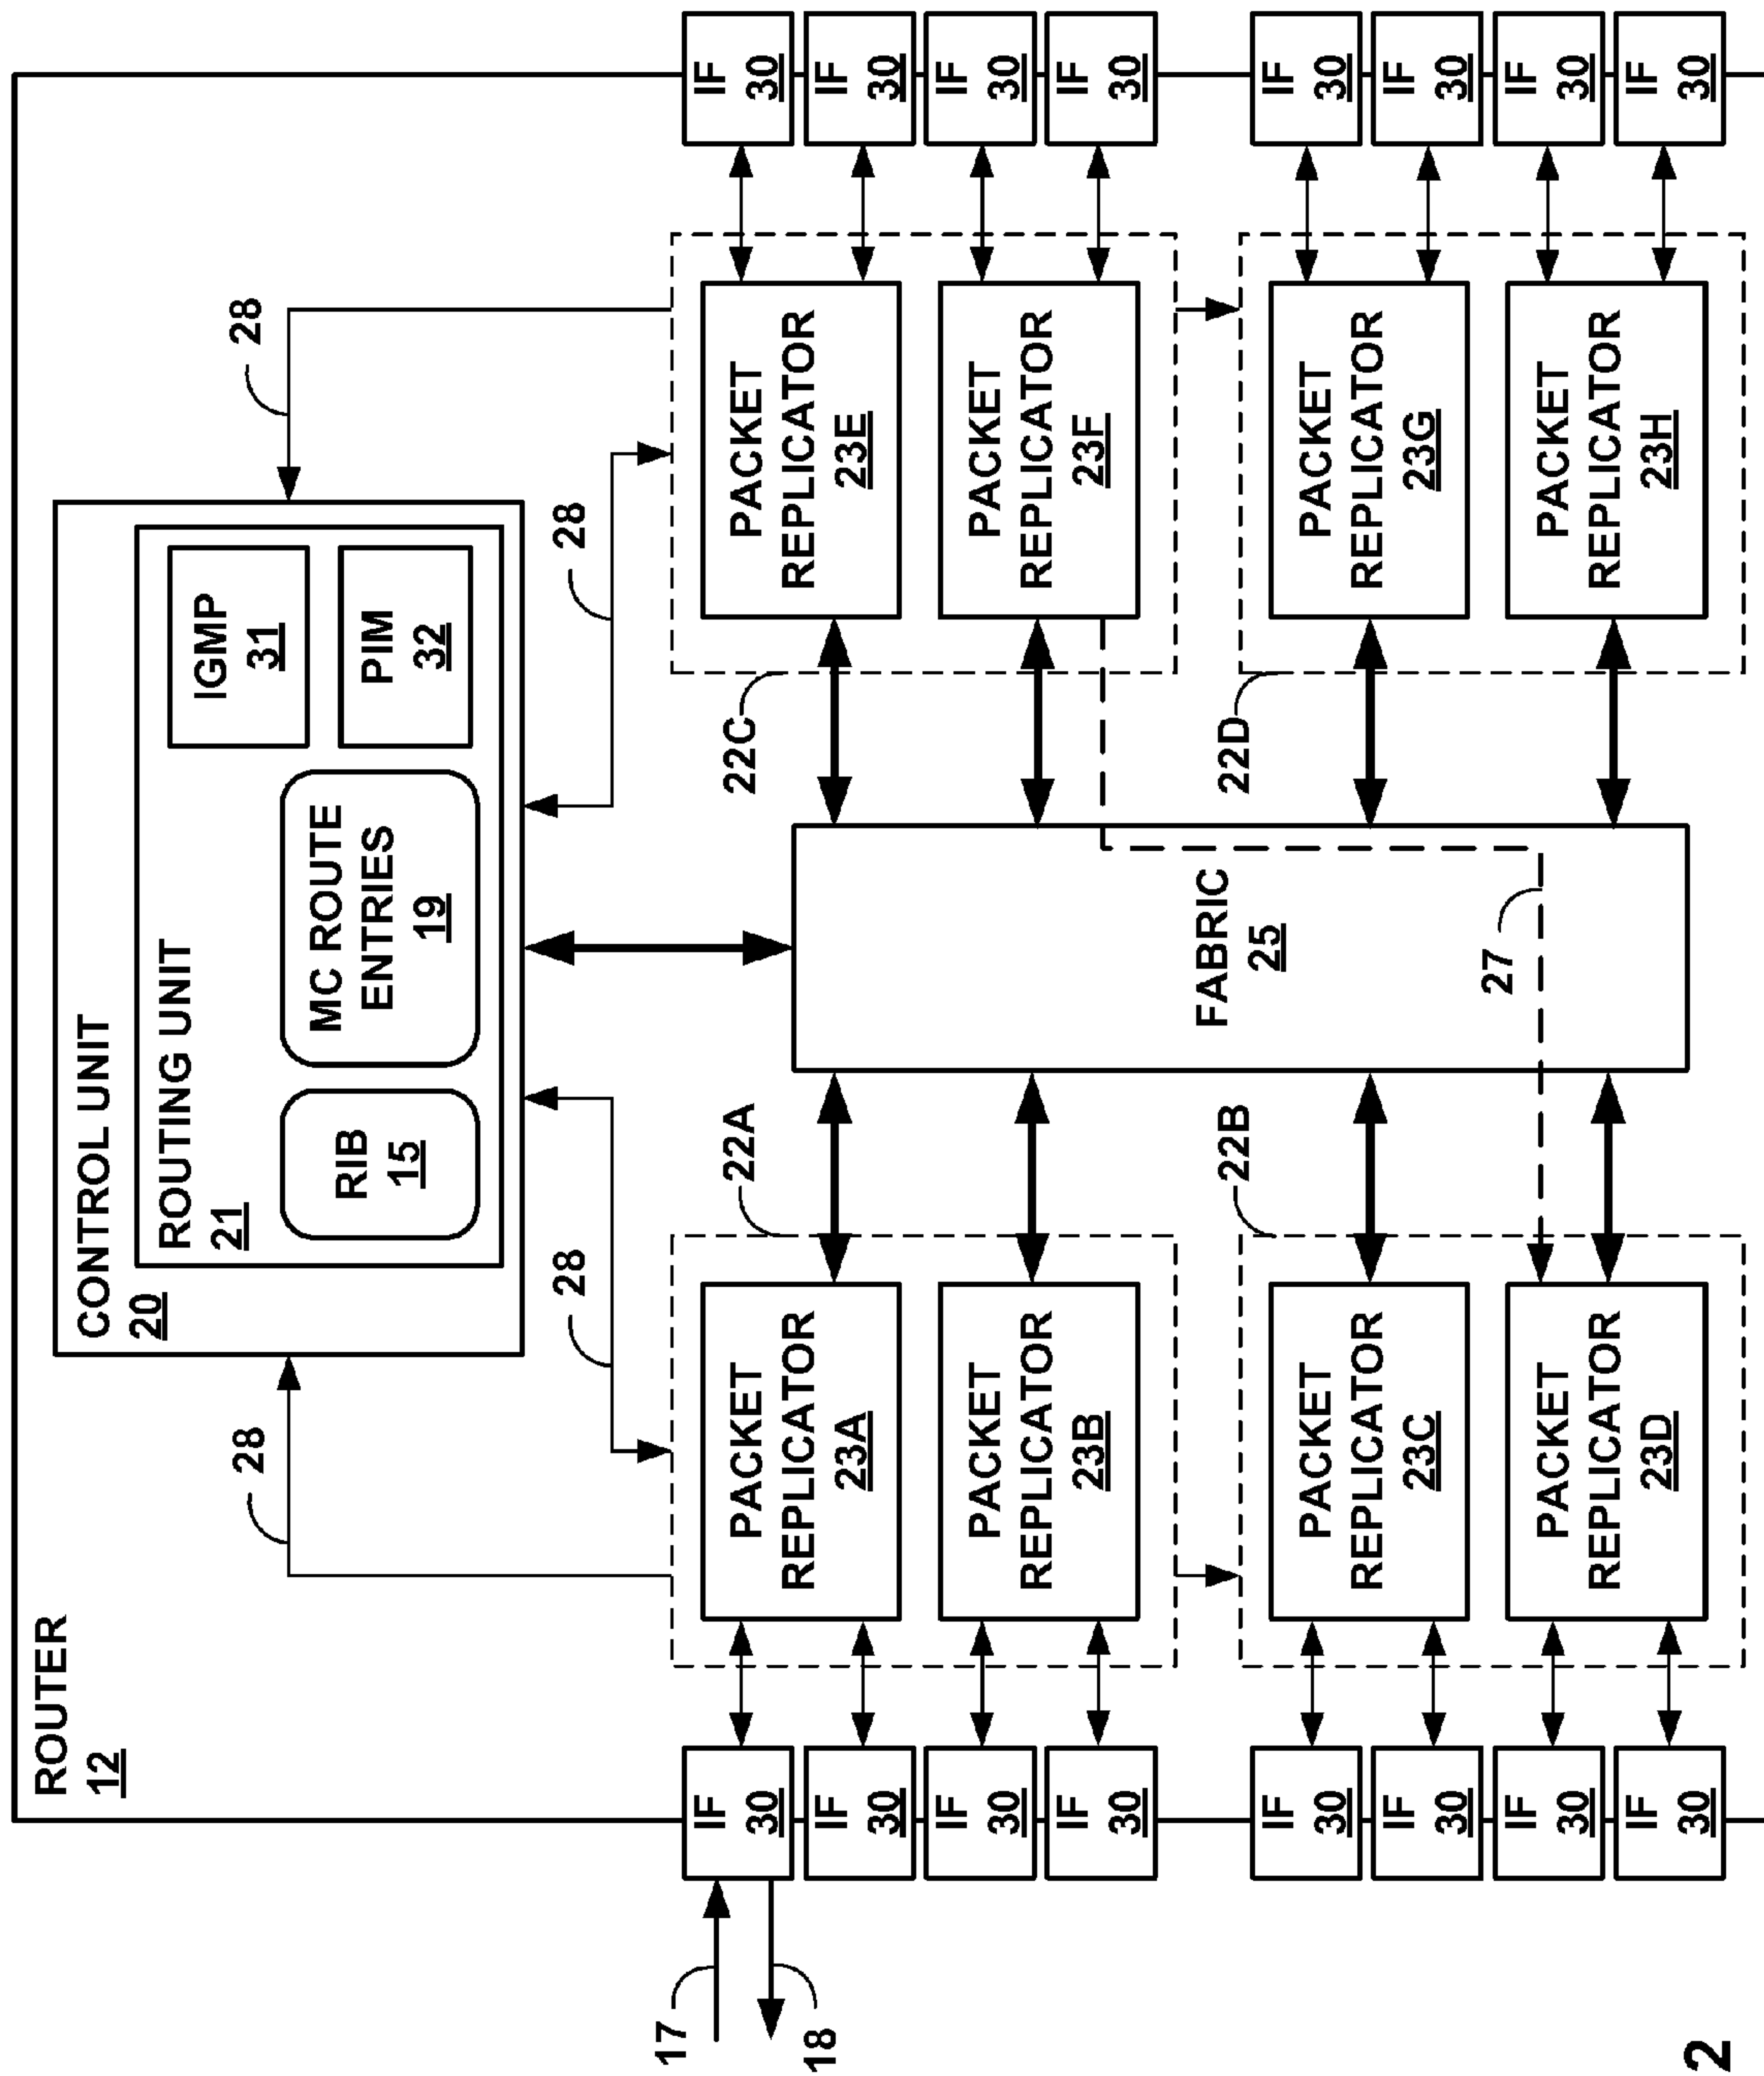 ROUTER
12
CONTROL UNIT
20
ROUTING UNIT
21
RIB
15
MC ROUTE
ENTRIES
19
IGMP
31
PIM
32
28
28
28
28
17
18
IF
30
IF
30
IF
30
IF
30
22A
PACKET
REPLICATOR
23A
PACKET
REPLICATOR
23B
22C
PACKET
REPLICATOR
23E
PACKET
REPLICATOR
23F
IF
30
IF
30
IF
30
IF
30
FABRIC
25
27
IF
30
IF
30
IF
30
IF
30
22B
PACKET
REPLICATOR
23C
PACKET
REPLICATOR
23D
22D
PACKET
REPLICATOR
23G
PACKET
REPLICATOR
23H
IF
30
IF
30
IF
30
IF
30
2